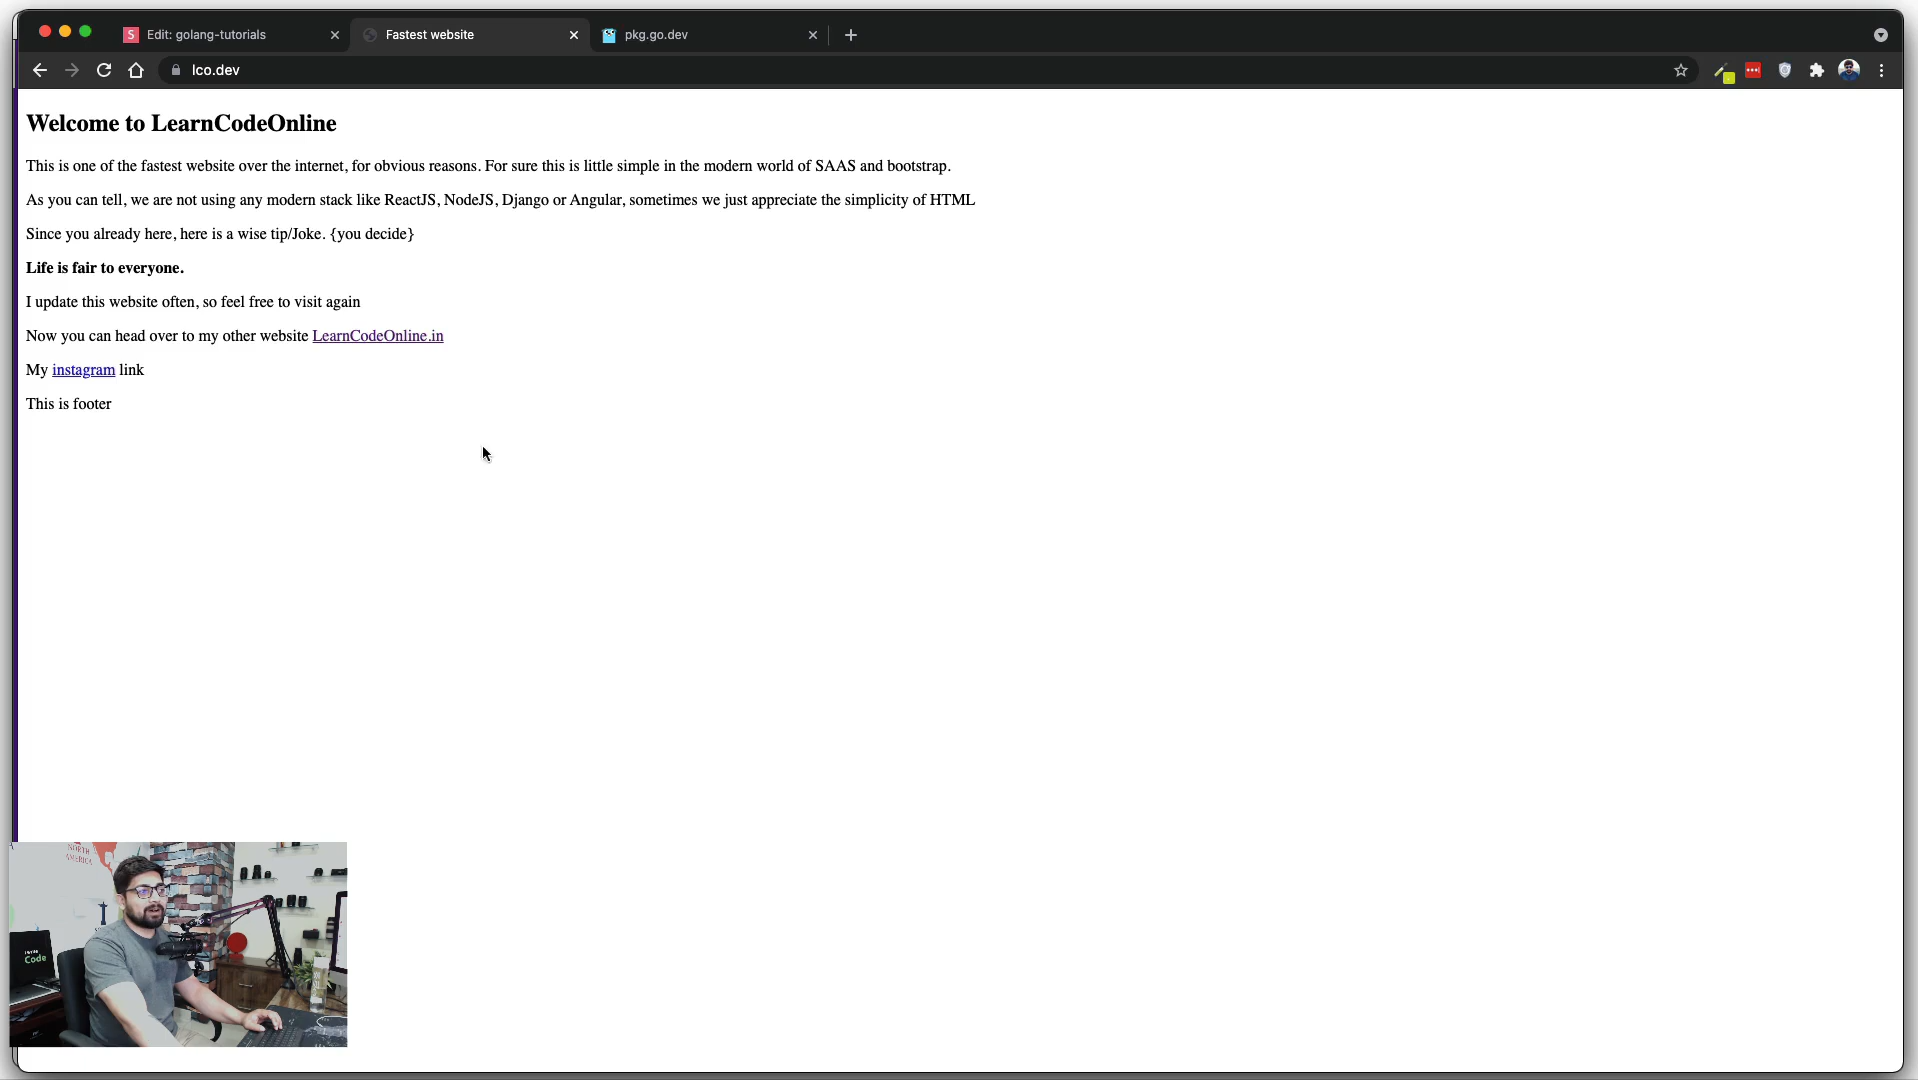 Edit: golang-tutorials
Fastest website
pkg.go.dev
lco.dev
Welcome to LearnCodeOnline
This is one of the fastest website over the internet, for obvious reasons. For sure this is little simple in the modern world of SAAS and bootstrap.
As you can tell, we are not using any modern stack like ReactJS, NodeJS, Django or Angular, sometimes we just appreciate the simplicity of HTML
Since you already here, here is a wise tip/Joke. {you decide}
Life is fair to everyone.
I update this website often, so feel free to visit again
Now you can head over to my other website LearnCodeOnline.in
My instagram link
This is footer
NORTH
AMERICA
I write
Code